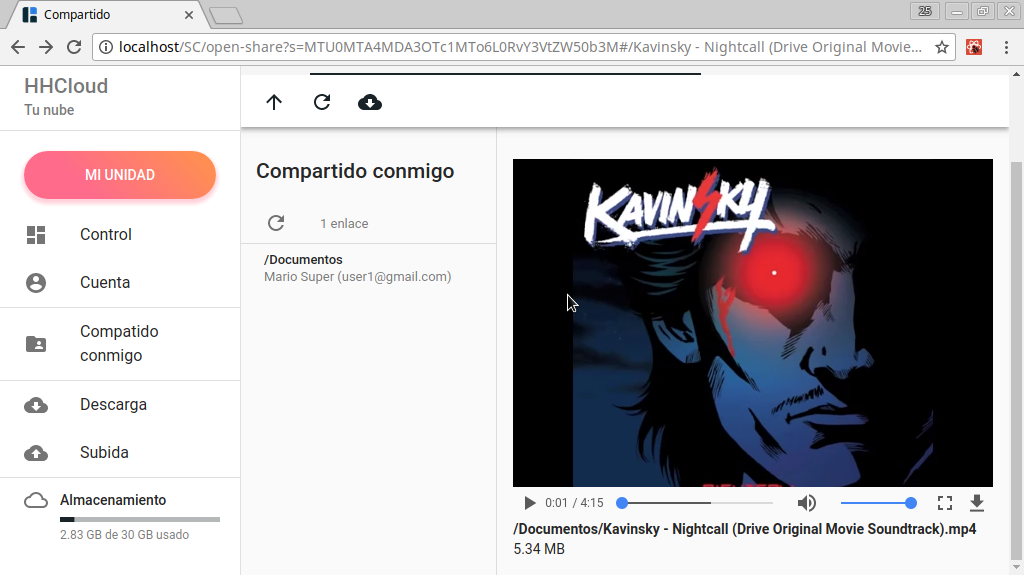 Compartido
25
localhost/SC/open-share?s=MTU0MTA4MDA3OTc1MTo6L0RvY3VtZW50b3M#/Kavinsky - Nightcall (Drive Original Movie...
HHCloud
Tu nube
MI UNIDAD
Control
Cuenta
Compatido
conmigo
Descarga
Subida
Almacenamiento
2.83 GB de 30 GB usado
Compartido conmigo
1 enlace
/Documentos
Mario Super (user1@gmail.com)
KAVINSKY
0:01 / 4:15
/Documentos/Kavinsky - Nightcall (Drive Original Movie Soundtrack).mp4
5.34 MB